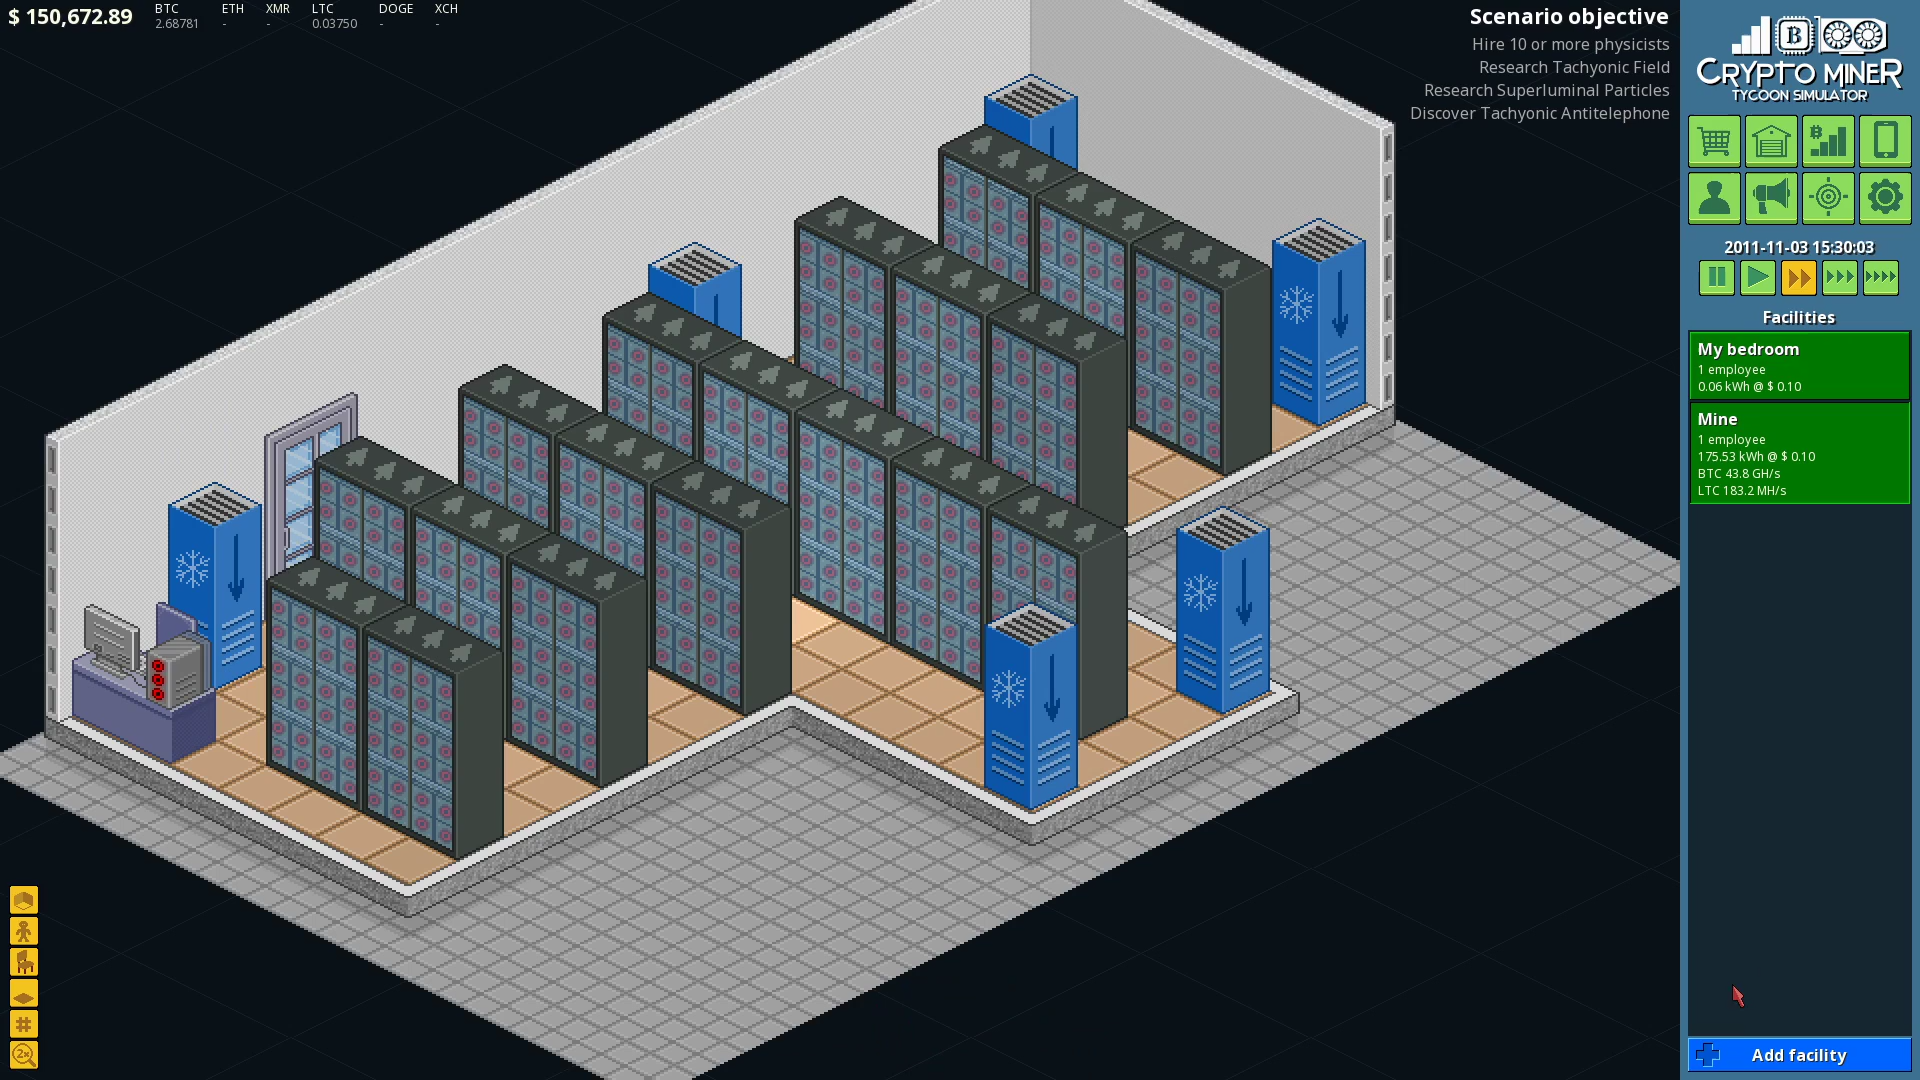 $ 150,672.89
BTC ETH XMR LTC DOGE XCH
2.68781 - - 0.03750 - -
Scenario objective
Hire 10 or more physicists
Research Tachyonic Field
Research Superluminal Particles
Discover Tachyonic Antitelephone
CRYPTO MINER
TYCOON SIMULATOR
2011-11-03 15:30:03
Facilities
My bedroom
1 employee
0.06 kWh @ $ 0.10
Mine
1 employee
175.53 kWh @ $ 0.10
BTC 43.8 GH/s
LTC 183.2 MH/s
2x
Add facility